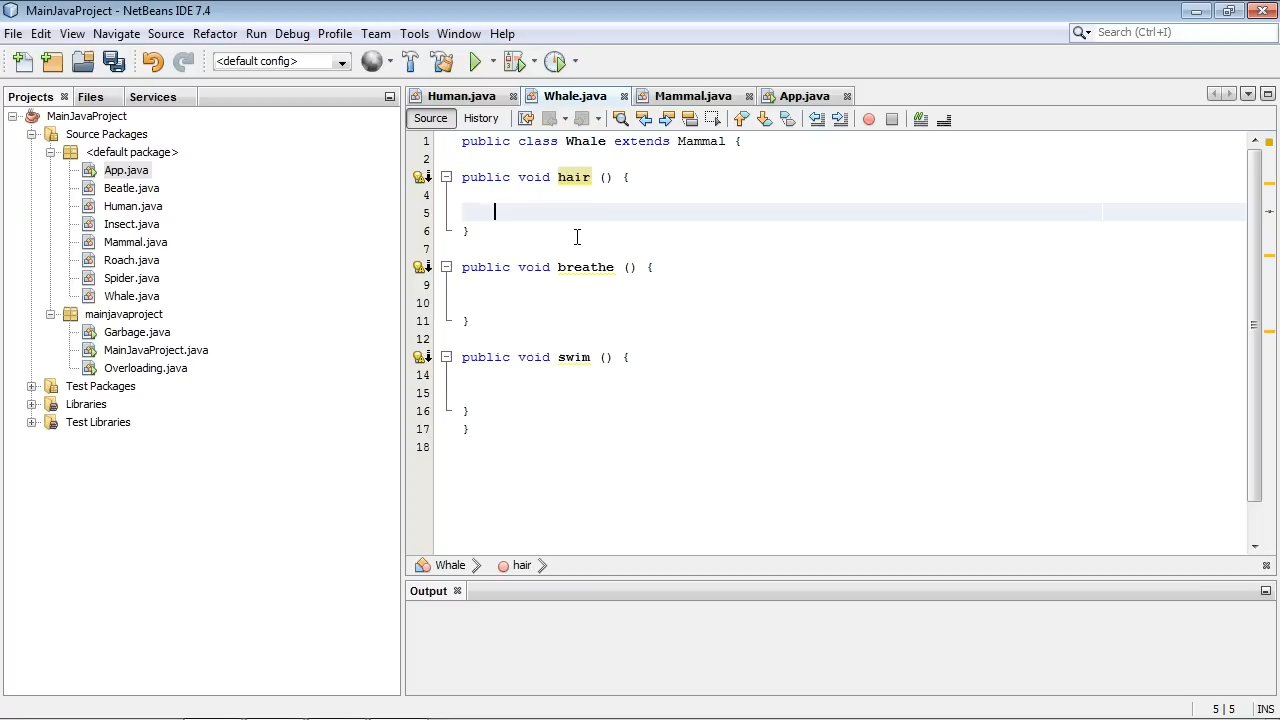 MainJavaProject - NetBeans IDE 7.4
File Edit View Navigate Source Refactor Run Debug Profile Team Tools Window Help
Search (Ctrl+I)
<default config>
Projects Files Services
Human.java Whale.java Mammal.java App.java
Source History
MainJavaProject
Source Packages
<default package>
App.java
Beatle.java
Human.java
Insect.java
Mammal.java
Roach.java
Spider.java
Whale.java
mainjavaproject
Garbage.java
MainJavaProject.java
Overloading.java
Test Packages
Libraries
Test Libraries
1 public class Whale extends Mammal {
2
public void hair () {
4
5
6 }
7
public void breathe () {
9
10
11 }
12
public void swim () {
14
15
16 }
17 }
18
Whale hair
Output
5 | 5 INS